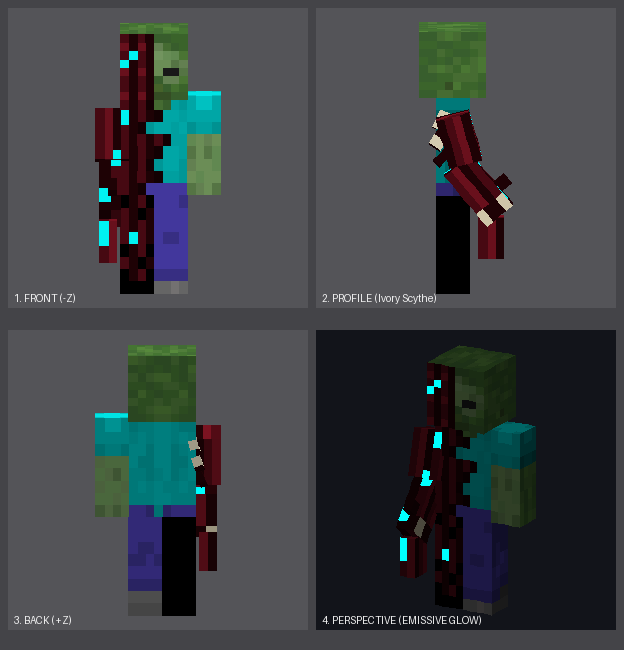 1. FRONT (-Z)
2. PROFILE (Ivory Scythe)
3. BACK (+Z)
4. PERSPECTIVE (EMISSIVE GLOW)